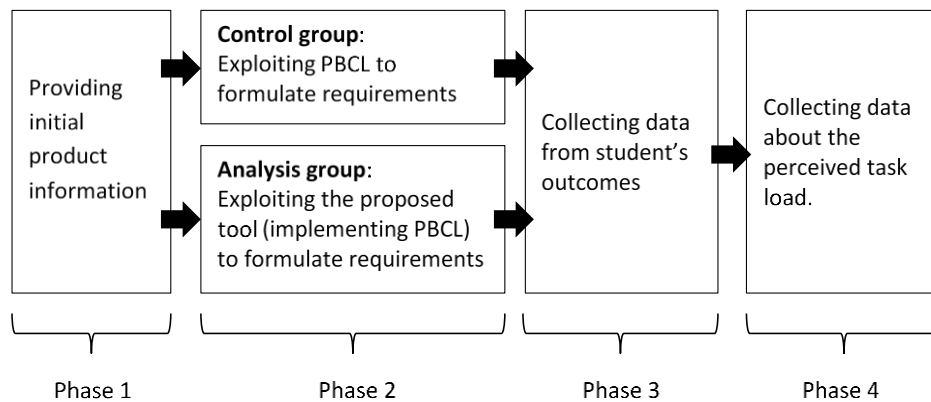 Providing
initial
product
information
Control group:
Exploiting PBCL to
formulate requirements
Analysis group:
Exploiting the proposed
tool (implementing PBCL)
to formulate requirements
Collecting data
from student's
outcomes
Collecting data
about the
perceived task
load.
Phase 1
Phase 2
Phase 3
Phase 4